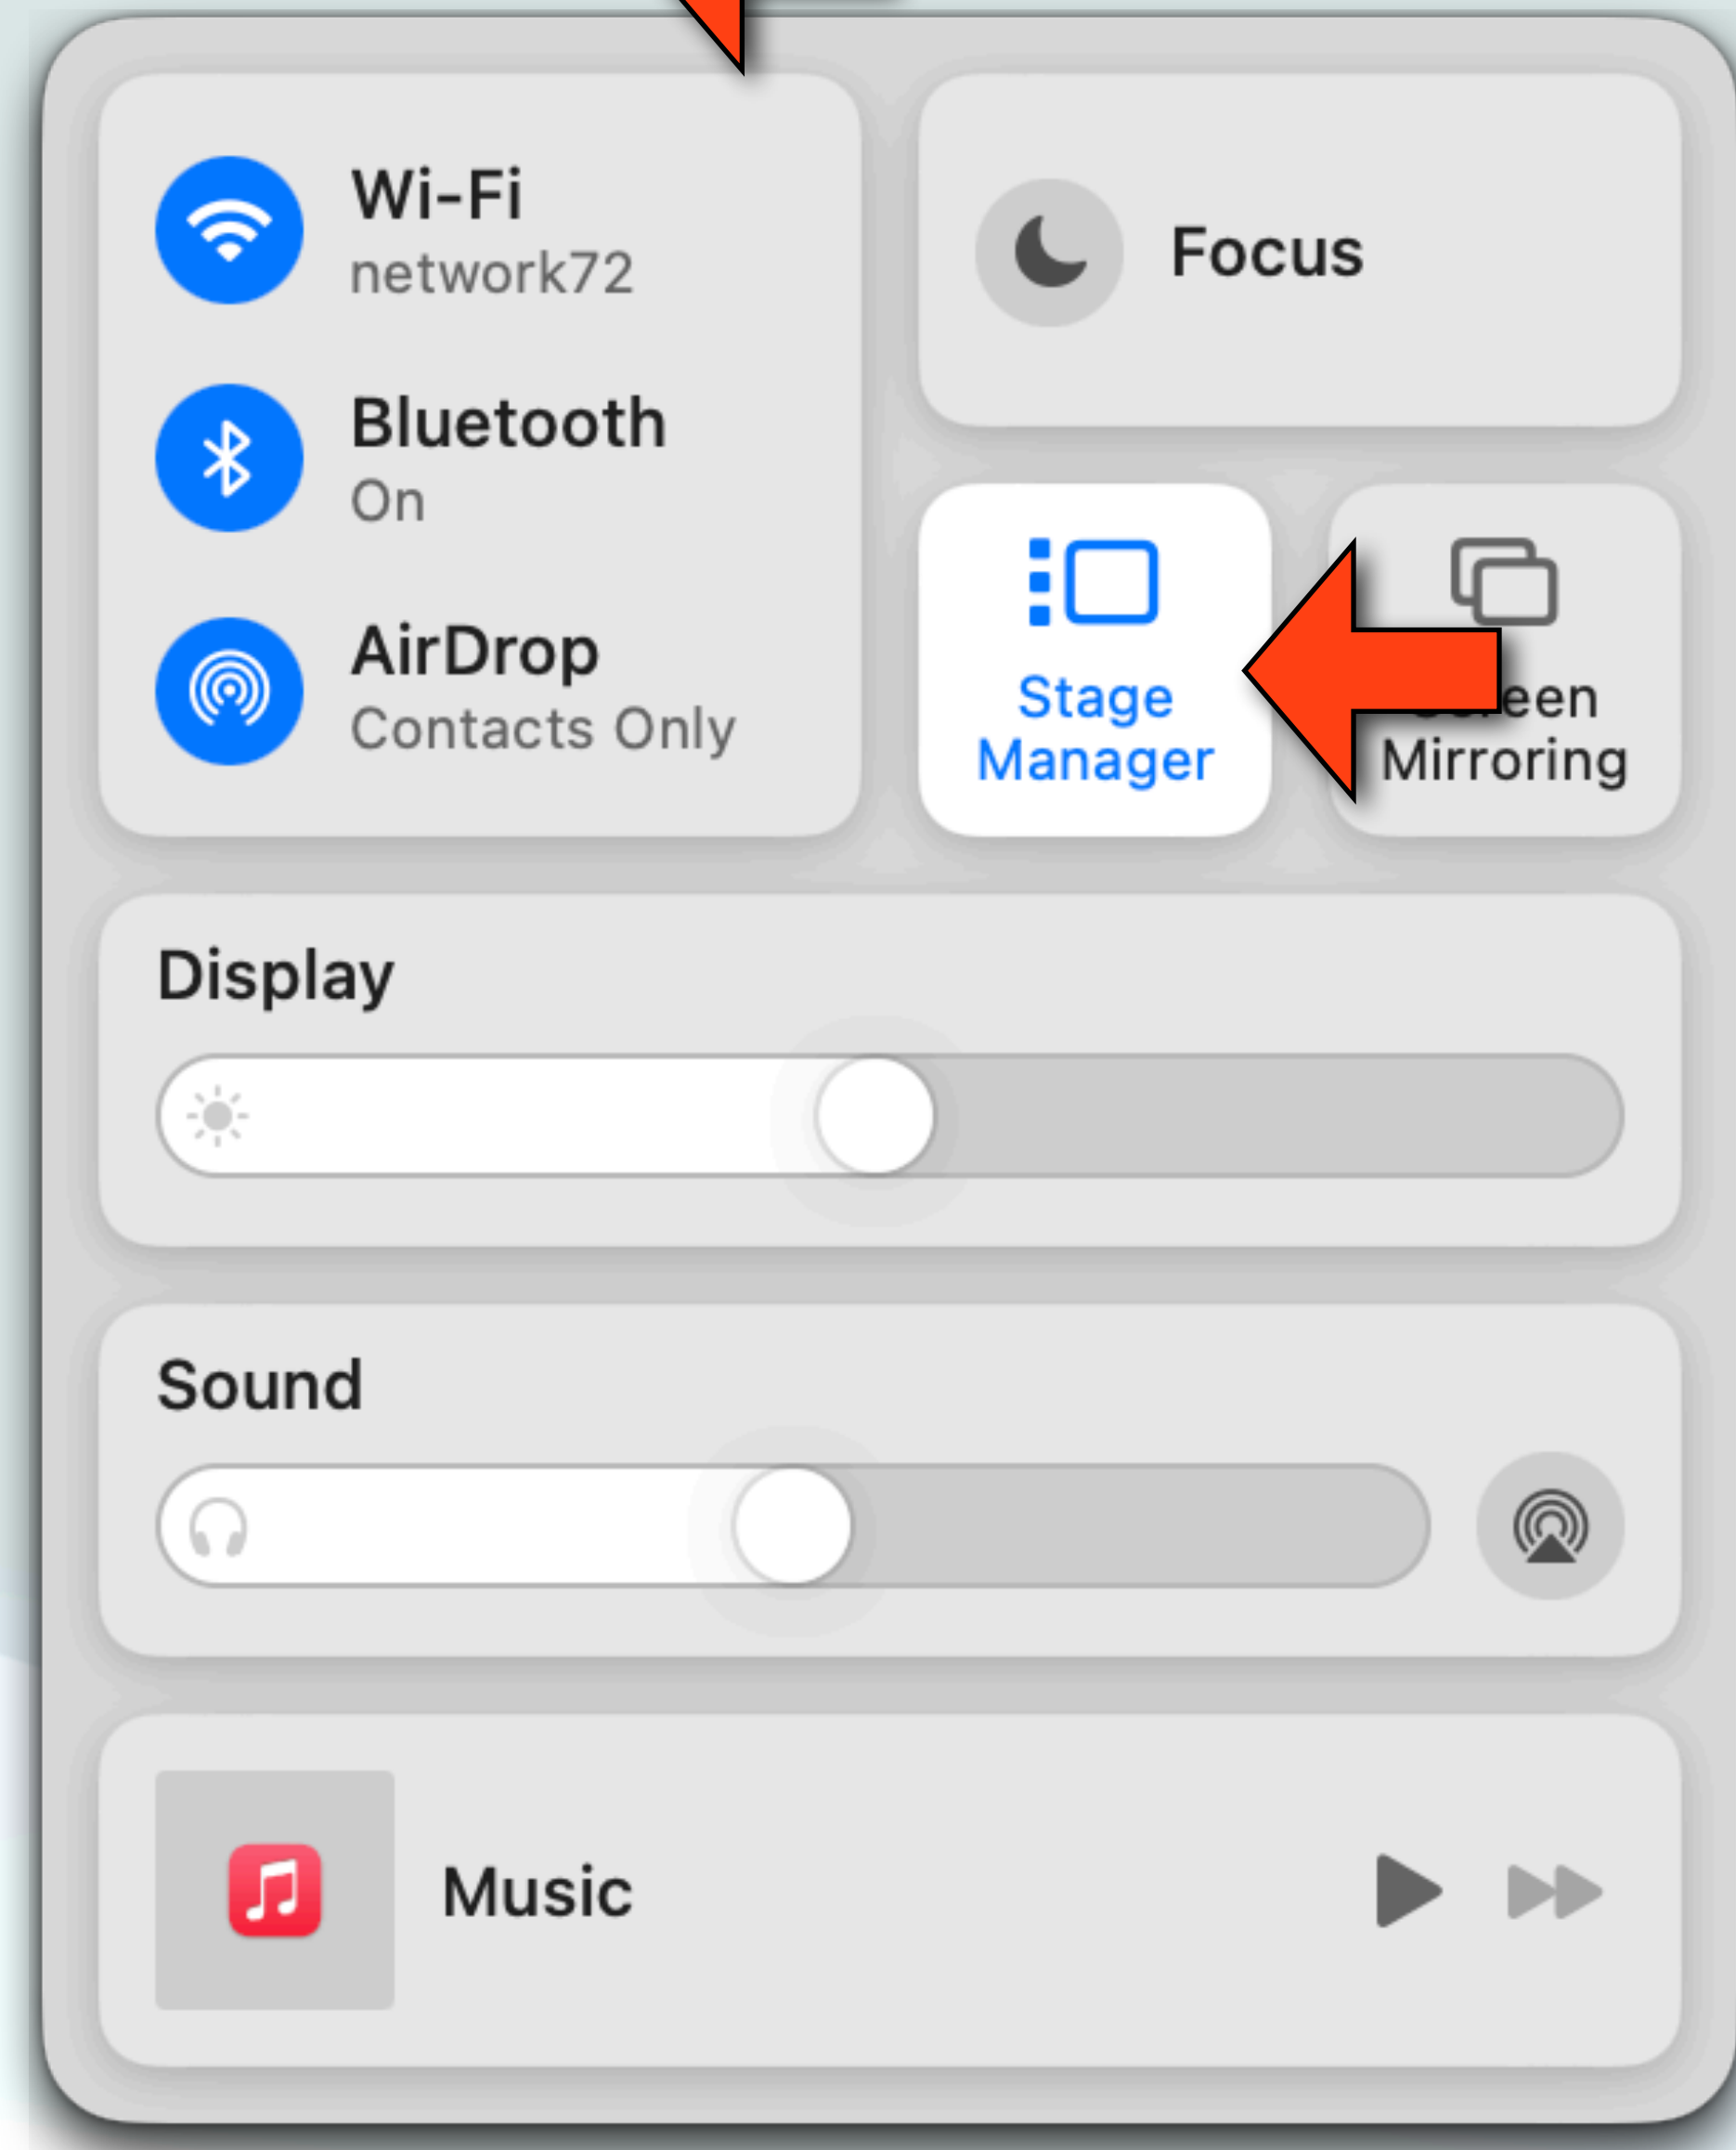 Wi-Fi
network72
Bluetooth
On
AirDrop
Contacts Only
Focus
Stage
Manager
Mirroring
Display
Sound
Music